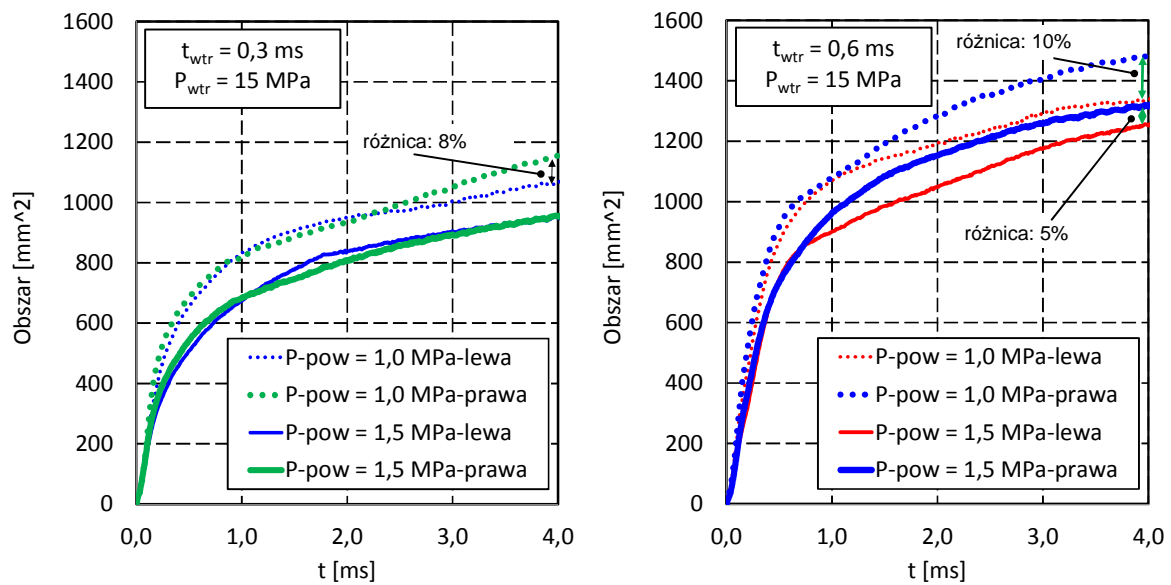 1600
1400
1200
1000
800
600
400
200
0
Obszar [mm^2]
t_wtr = 0,3 ms
P_wtr = 15 MPa
różnica: 8%
P-pow = 1,0 MPa-lewa
P-pow = 1,0 MPa-prawa
P-pow = 1,5 MPa-lewa
P-pow = 1,5 MPa-prawa
0,0 1,0 2,0 3,0 4,0
t [ms]
1600
1400
1200
1000
800
600
400
200
0
Obszar [mm^2]
t_wtr = 0,6 ms
P_wtr = 15 MPa
różnica: 10%
różnica: 5%
P-pow = 1,0 MPa-lewa
P-pow = 1,0 MPa-prawa
P-pow = 1,5 MPa-lewa
P-pow = 1,5 MPa-prawa
0,0 1,0 2,0 3,0 4,0
t [ms]